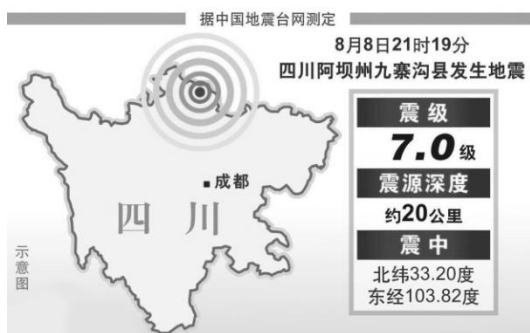 据中国地震台网测定
8月8日21时19分
四川阿坝州九寨沟县发生地震
震级
7.0级
震源深度
约20公里
震中
北纬33.20度
东经103.82度
成都
四川
示意图